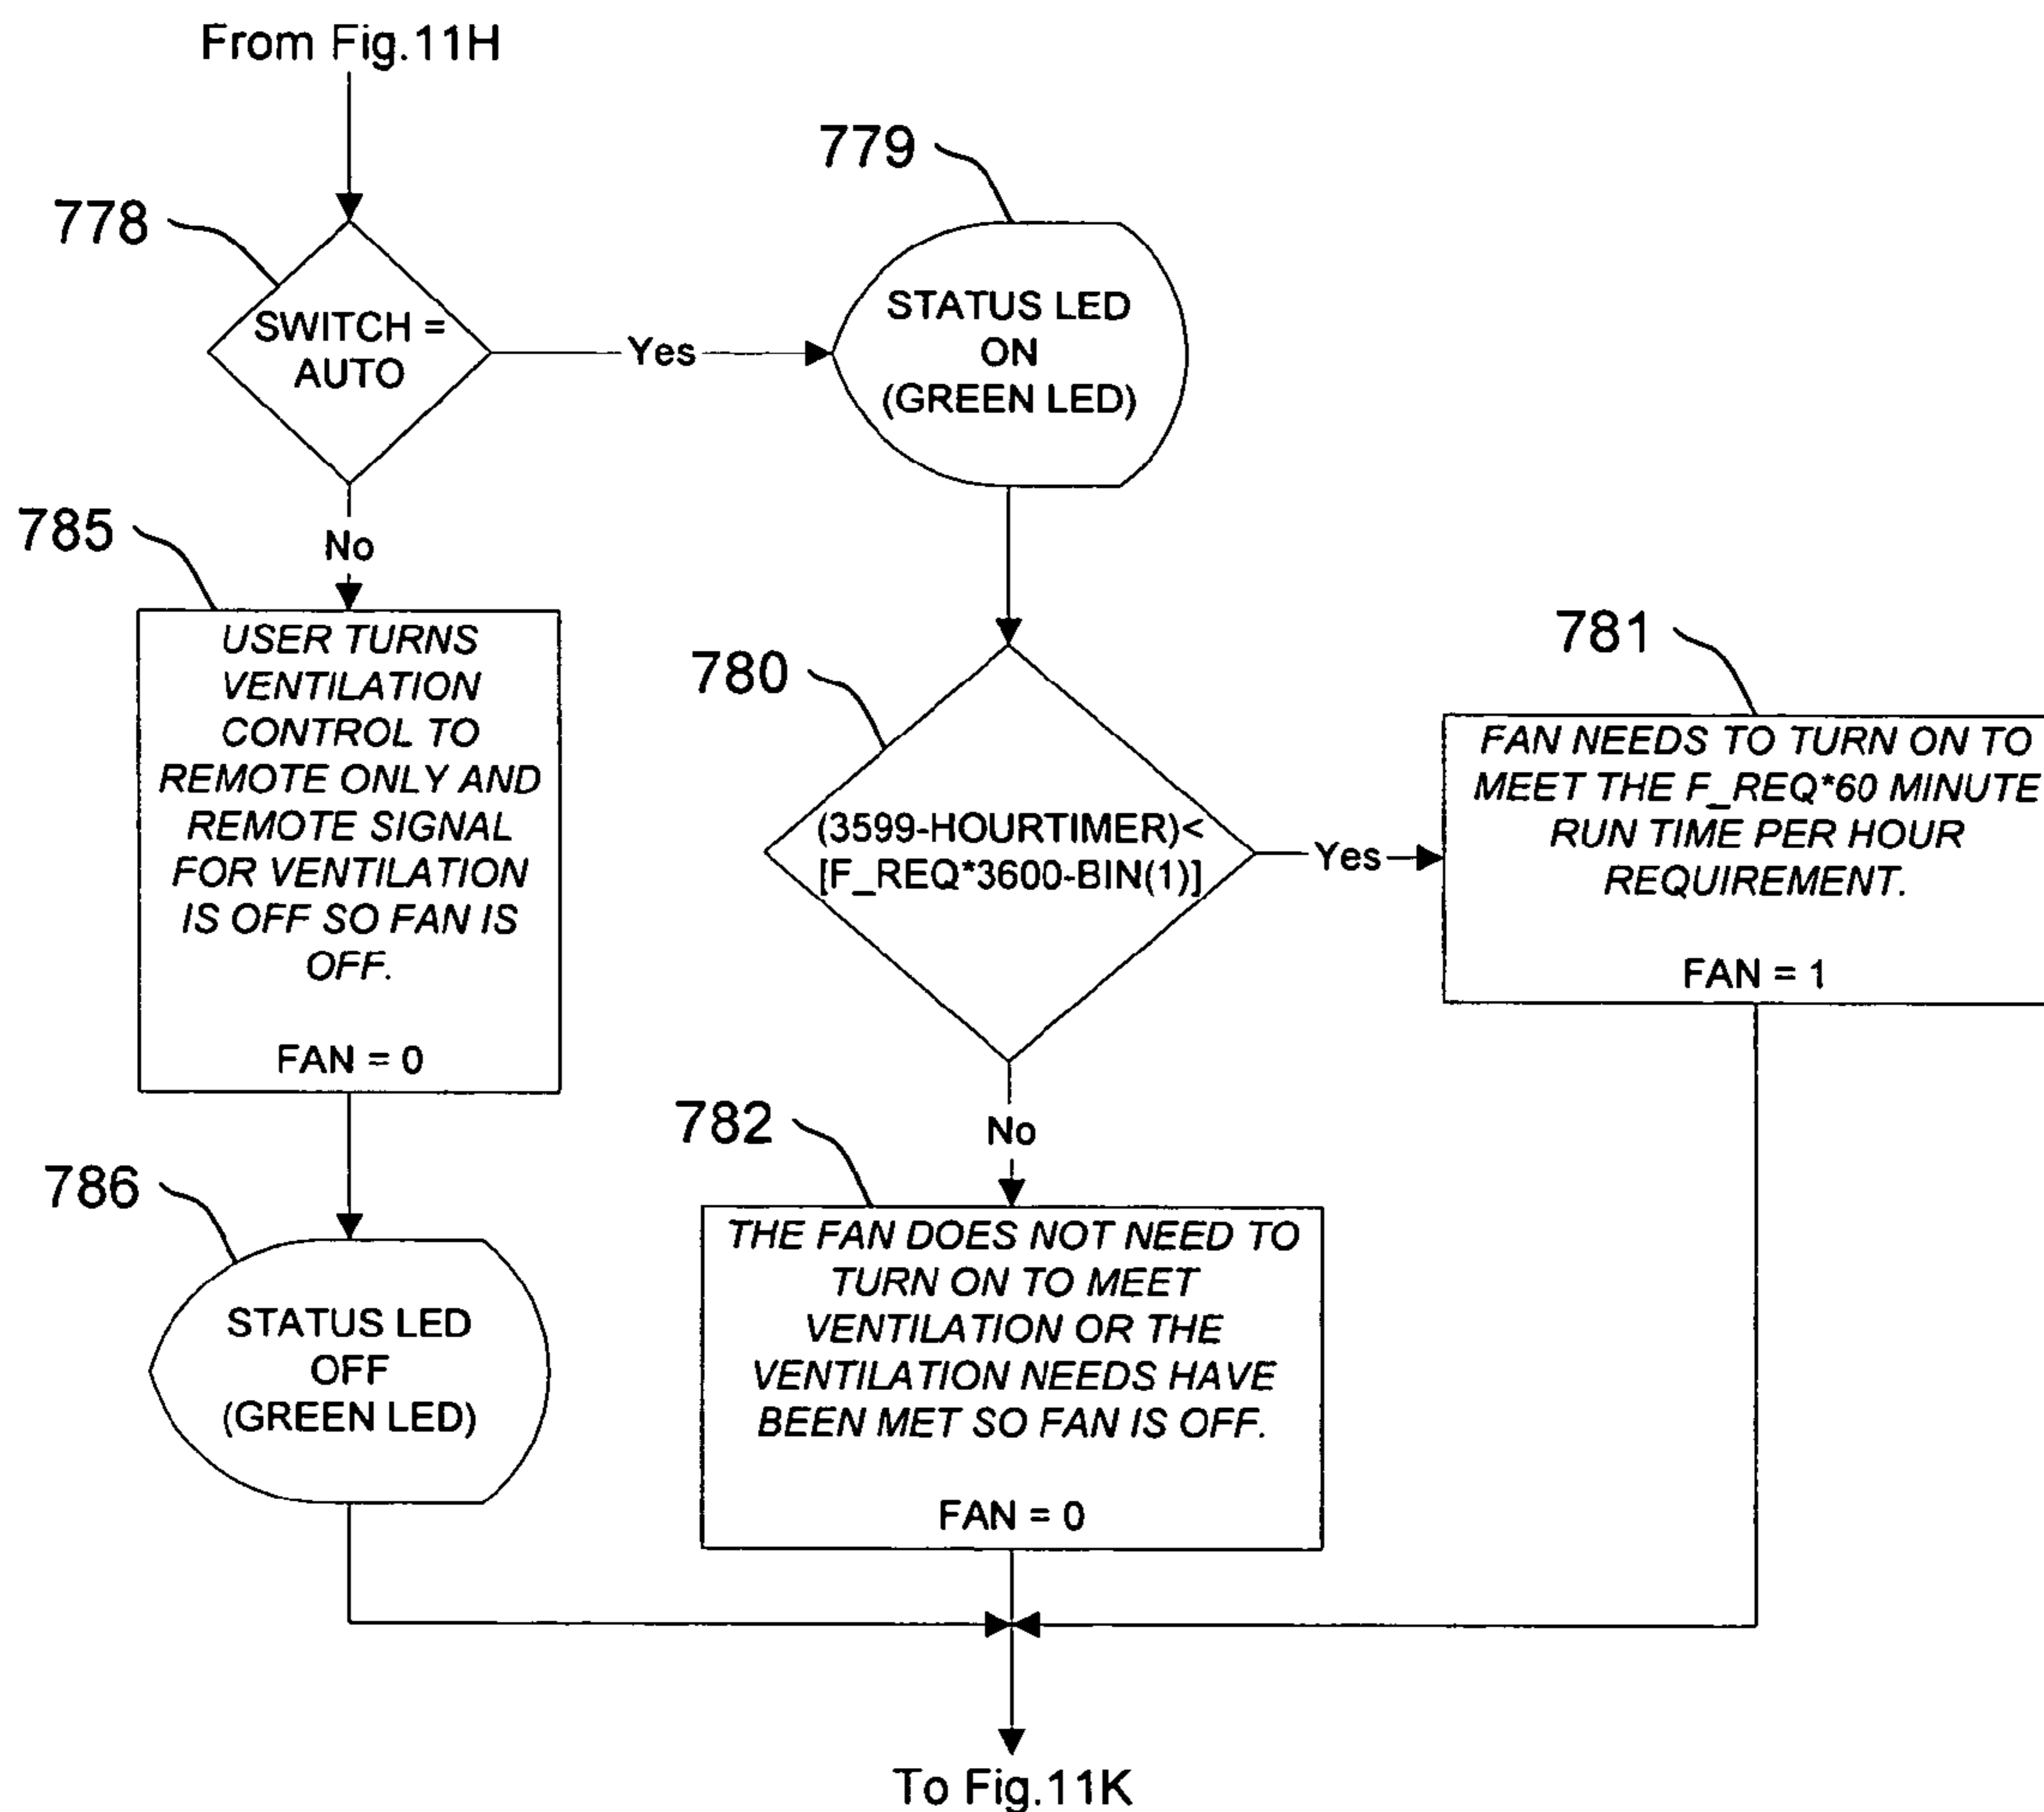 From Fig.11H
778
SWITCH =
AUTO
Yes
779
STATUS LED
ON
(GREEN LED)
No
785
USER TURNS
VENTILATION
CONTROL TO
REMOTE ONLY AND
REMOTE SIGNAL
FOR VENTILATION
IS OFF SO FAN IS
OFF.
FAN = 0
780
(3599-HOURTIMER)<
[F_REQ*3600-BIN(1)]
Yes
781
FAN NEEDS TO TURN ON TO
MEET THE F_REQ*60 MINUTE
RUN TIME PER HOUR
REQUIREMENT.
FAN = 1
No
782
THE FAN DOES NOT NEED TO
TURN ON TO MEET
VENTILATION OR THE
VENTILATION NEEDS HAVE
BEEN MET SO FAN IS OFF.
FAN = 0
786
STATUS LED
OFF
(GREEN LED)
To Fig.11K